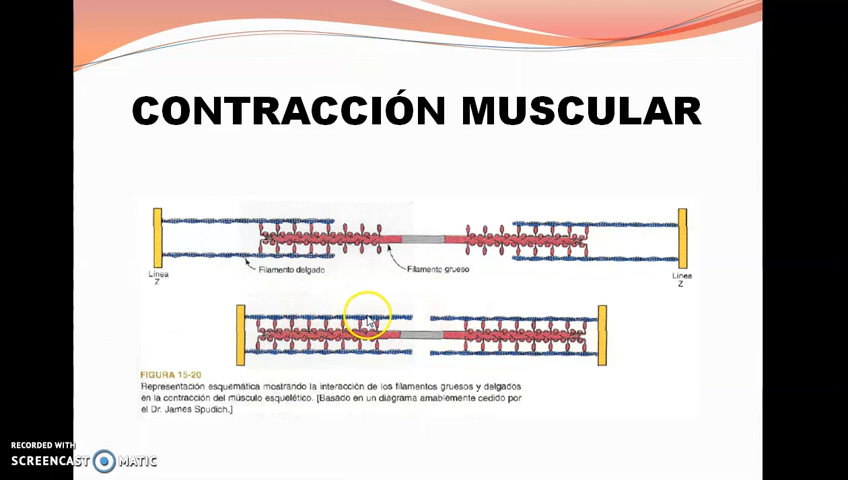 CONTRACCIÓN MUSCULAR
Línea
Z
Filamento delgado
Filamento grueso
Línea
Z
FIGURA 15-20
Representación esquemática mostrando la interacción de los filamentos gruesos y delgados
en la contracción del músculo esquelético. [Basado en un diagrama amablemente cedido por
el Dr. James Spudich.]
RECORDED WITH
SCREENCAST MATIC